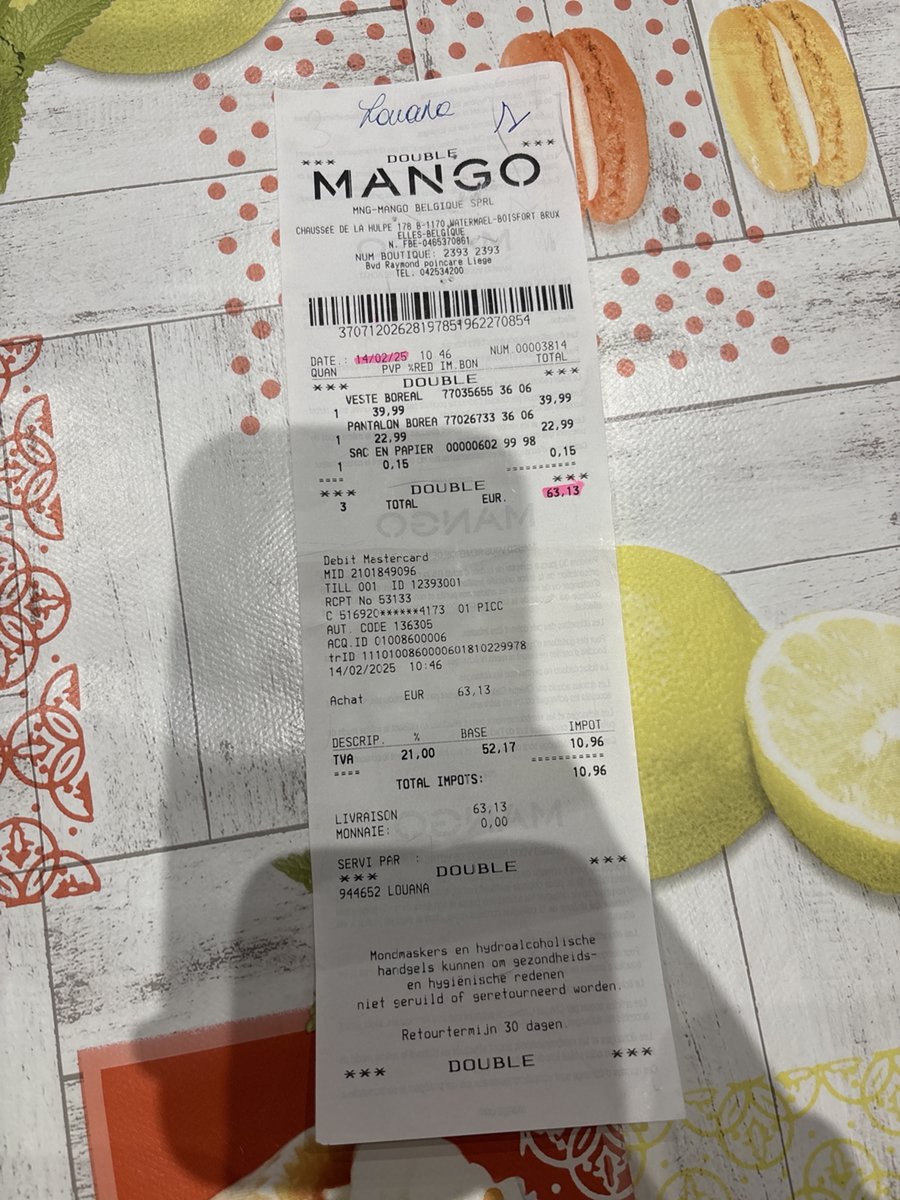 Louana
*** DOUBLE ***
MANGO
MNG-MANGO BELGIQUE SPRL
CHAUSSEE DE LA HULPE 178 B-1170 WATERMAEL-BOISFORT BRUX
ELLES-BELGIQUE
N. FBE-0465370861
NUM BOUTIQUE: 2393 2393
Bvd Raymond poincare Liege
TEL. 042534200
37071202628197851962270854
DATE.: 14/02/25 10 46 NUM.00003814
QUAN PVP %RED IM.BON TOTAL
*** DOUBLE ***
VESTE BOREAL 77035655 36 06
1 39,99 39,99
PANTALON BOREA 77026733 36 06
1 22,99 22,99
SAC EN PAPIER 00000602 99 98
1 0,15 0,15
==== ===========
*** DOUBLE ***
3 TOTAL EUR. 63,13
Debit Mastercard
MID 2101849096
TILL 001 ID 12393001
RCPT No 53133
C 516920******4173 01 PICC
AUT. CODE 136305
ACQ.ID 01008600006
trID 1110100860000601810229978
14/02/2025 10:46
Achat EUR 63,13
DESCRIP. % BASE IMPOT
TVA 21,00 52,17 10,96
==== ===========
TOTAL IMPOTS: 10,96
LIVRAISON 63,13
MONNAIE: 0,00
SERVI PAR :
*** DOUBLE ***
944652 LOUANA
Mondmaskers en hydroalcoholische
handgels kunnen om gezondheids-
en hygiënische redenen
niet geruild of geretourneerd worden.
Retourtermijn 30 dagen.
*** DOUBLE ***